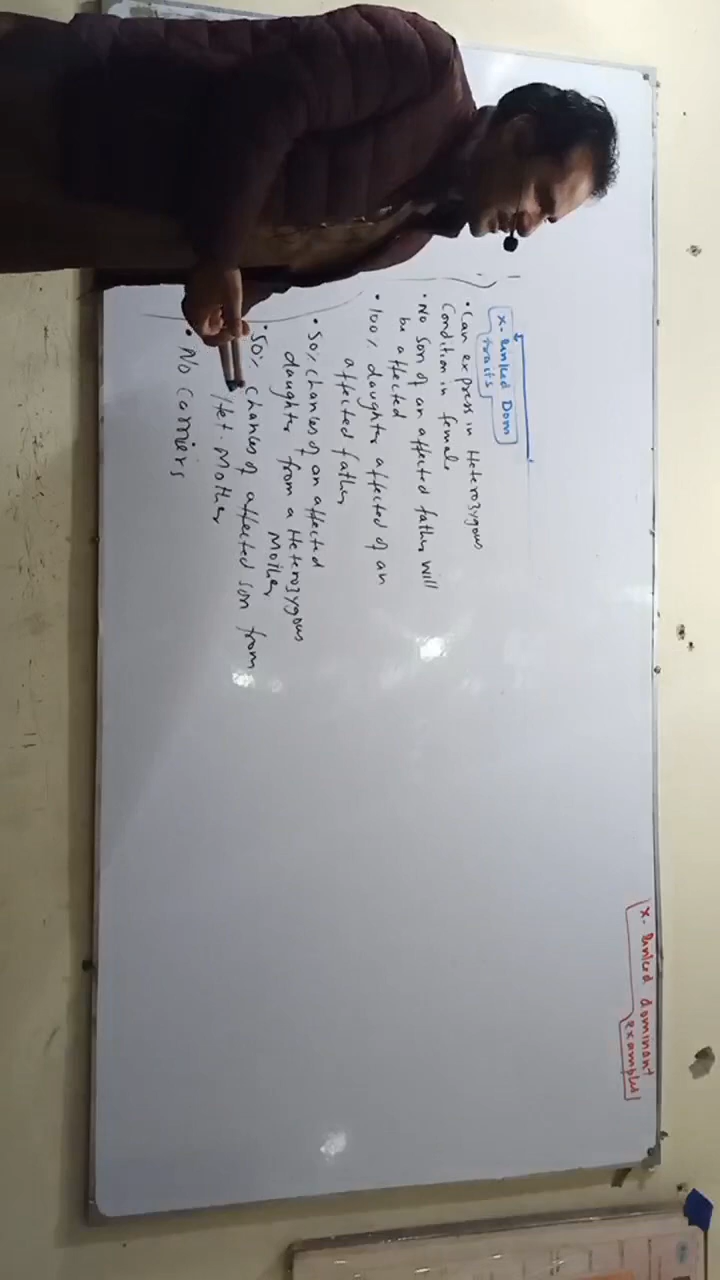 X-linked Dom
traits
• Can express in Heterozygous
Condition in female
• No son of an affected father will
be affected
• 100% daughter affected of an
affected father
• 50% chances of an affected
daughter from a Heterozygous
Mother
• 50% chances of affected son from
Het. Mother
• No Carriers
X-linked dominant
examples